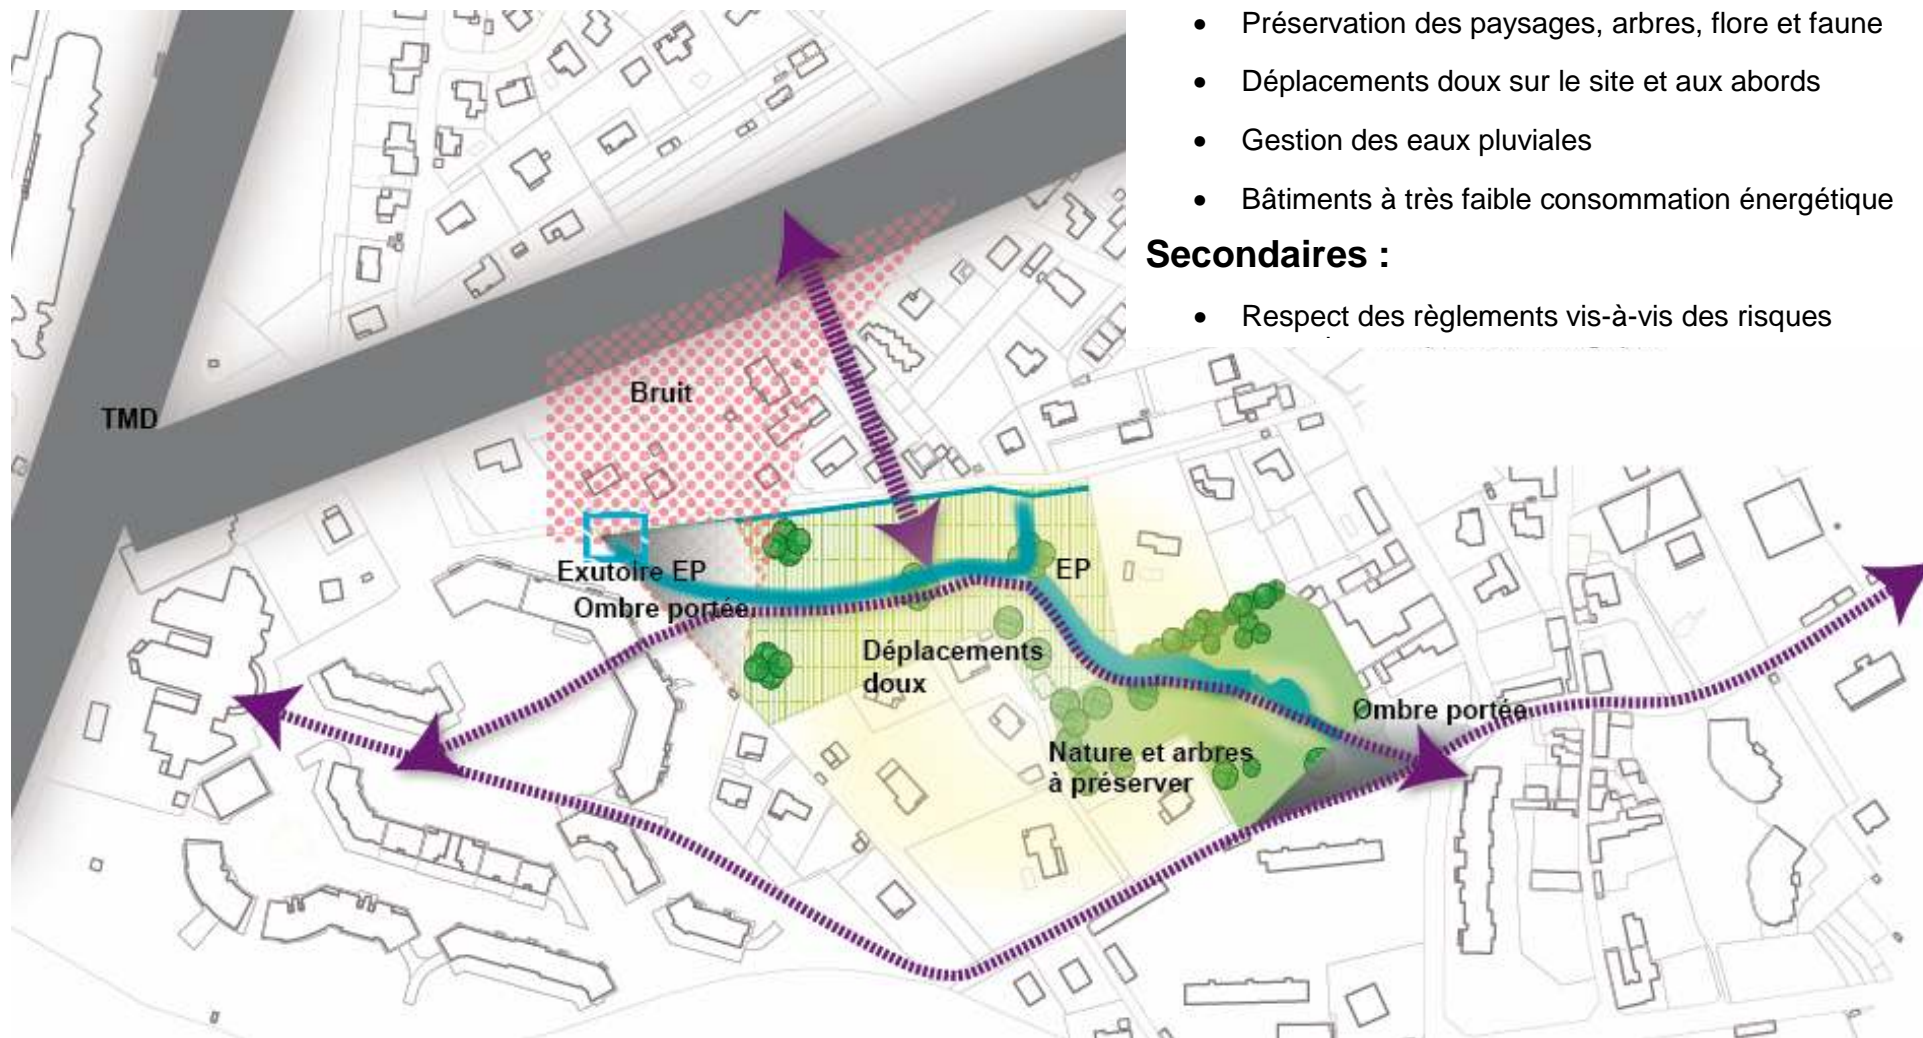 • Préservation des paysages, arbres, flore et faune
• Déplacements doux sur le site et aux abords
• Gestion des eaux pluviales
• Bâtiments à très faible consommation énergétique
Secondaires :
• Respect des règlements vis-à-vis des risques
Bruit
TMD
Exutoire EP
EP
Ombre portée
Déplacements
doux
Ombre portée
Nature et arbres
à préserver